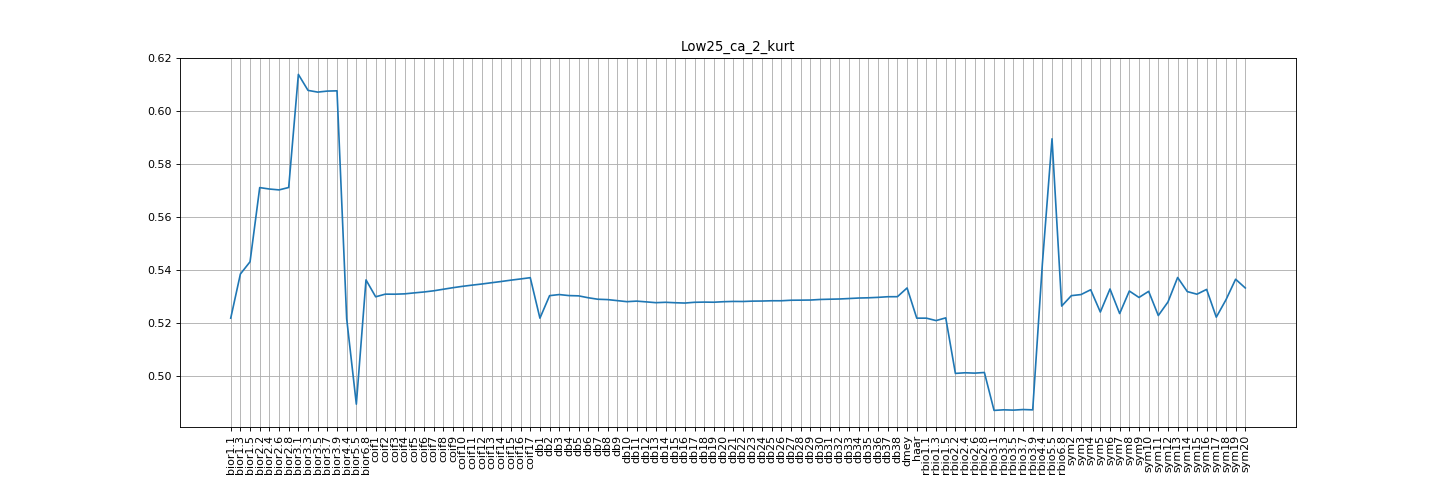 Low25_ca_2_kurt
0.62
0.60
0.58
0.56
0.54
0.52
0.50
bior1.1
bior1.3
bior1.5
bior2.2
bior2.4
bior2.6
bior2.8
bior3.1
bior3.3
bior3.5
bior3.7
bior3.9
bior4.4
bior5.5
bior6.8
coif1
coif2
coif3
coif4
coif5
coif6
coif7
coif8
coif9
coif10
coif11
coif12
coif13
coif14
coif15
coif16
coif17
db1
db2
db3
db4
db5
db6
db7
db8
db9
db10
db11
db12
db13
db14
db15
db16
db17
db18
db19
db20
db21
db22
db23
db24
db25
db26
db27
db28
db29
db30
db31
db32
db33
db34
db35
db36
db37
db38
dmey
haar
rbio1.1
rbio1.3
rbio1.5
rbio2.2
rbio2.4
rbio2.6
rbio2.8
rbio3.1
rbio3.3
rbio3.5
rbio3.7
rbio3.9
rbio4.4
rbio5.5
rbio6.8
sym2
sym3
sym4
sym5
sym6
sym7
sym8
sym9
sym10
sym11
sym12
sym13
sym14
sym15
sym16
sym17
sym18
sym19
sym20